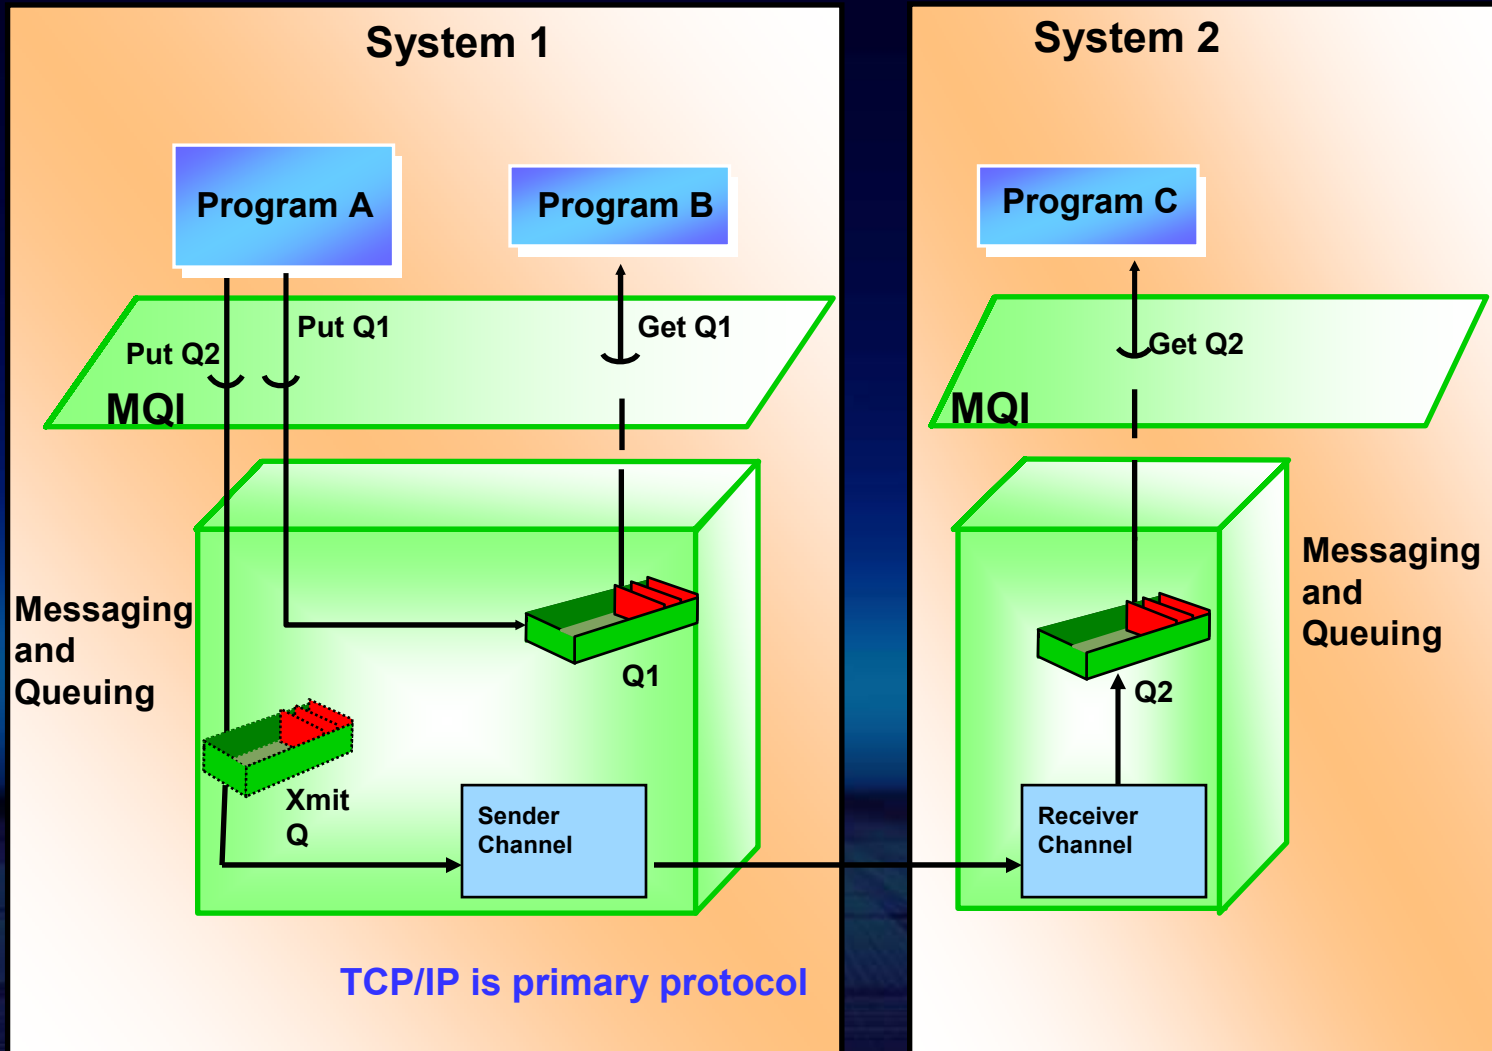 System 1
System 2
Program A
Program B
Program C
Put Q1
Get Q1
Put Q2
Get Q2
MQI
MQI
Messaging
and
Queuing
Messaging
and
Queuing
Q1
Q2
Xmit
Q
Sender
Channel
Receiver
Channel
TCP/IP is primary protocol